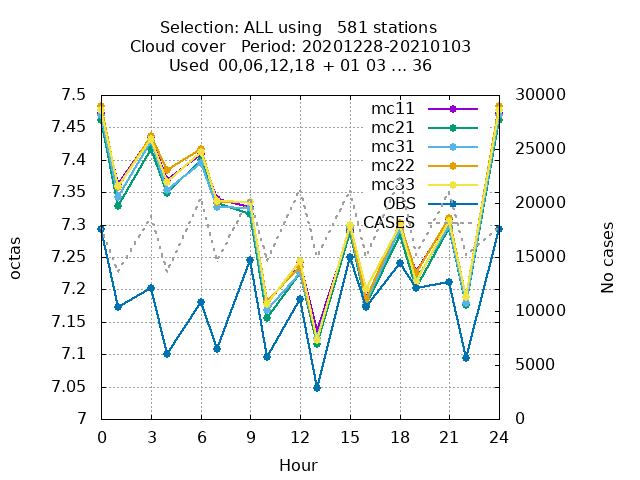 Selection: ALL using   581 stations
Cloud cover   Period: 20201228-20210103
Used  00,06,12,18 + 01 03 ... 36
octas
7.5
7.45
7.4
7.35
7.3
7.25
7.2
7.15
7.1
7.05
7
mc11
mc21
mc31
mc22
mc33
OBS
CASES
30000
25000
20000
15000
10000
5000
0
No cases
0 3 6 9 12 15 18 21 24
Hour